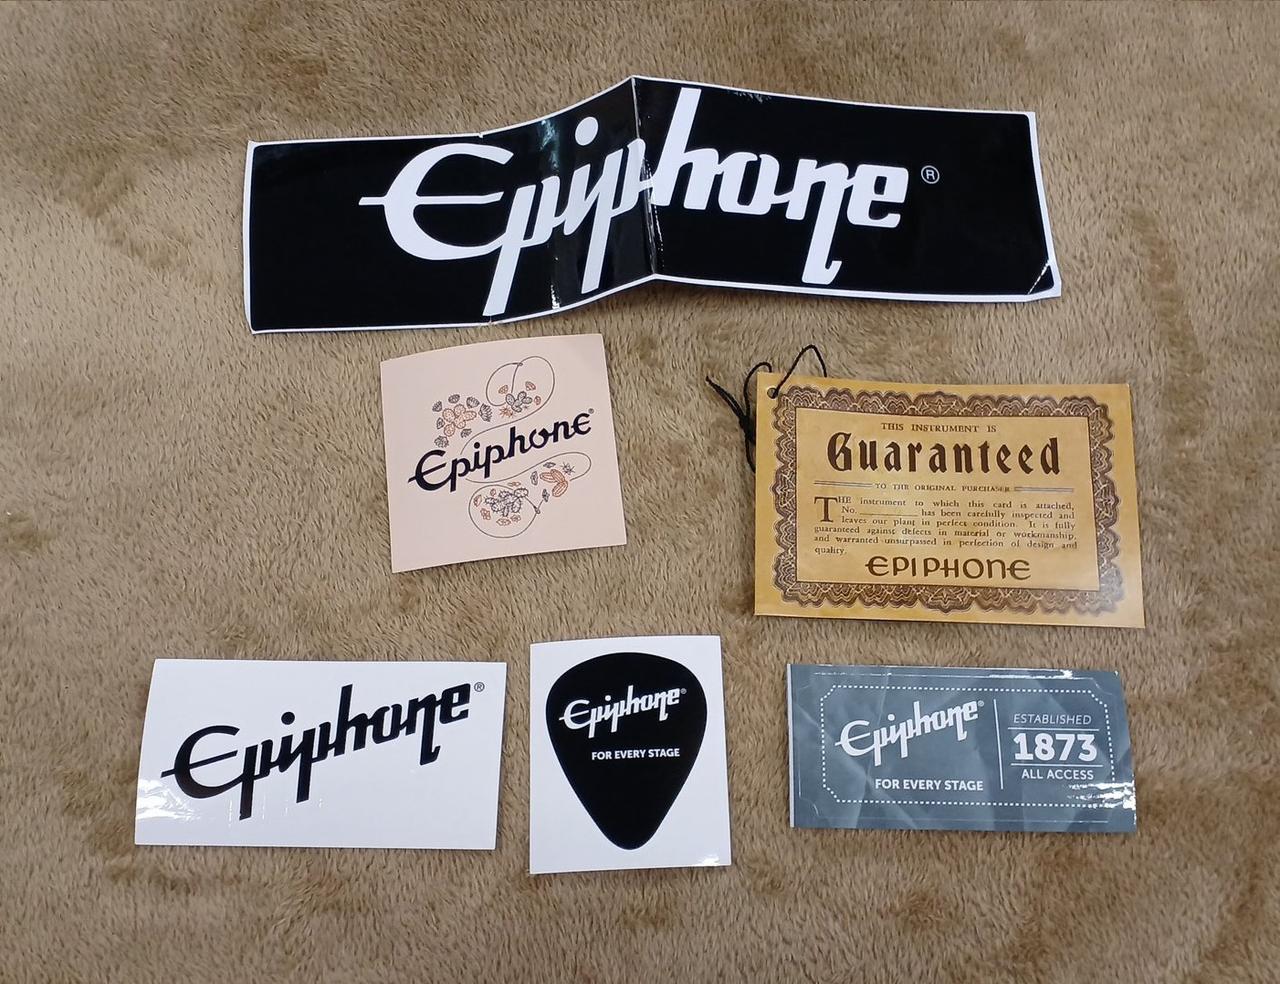 Epiphone®
Epiphone®
THIS INSTRUMENT IS
Guaranteed
TO THE ORIGINAL PURCHASER
THE instrument to which this card is attached,
No. __________ has been carefully inspected and
leaves our plant in perfect condition. It is fully
guaranteed against defects in material or workmanship,
and warranted unsurpassed in perfection of design and
quality.
EPIPHONE
Epiphone®
Epiphone®
FOR EVERY STAGE
Epiphone®
FOR EVERY STAGE
ESTABLISHED
1873
ALL ACCESS